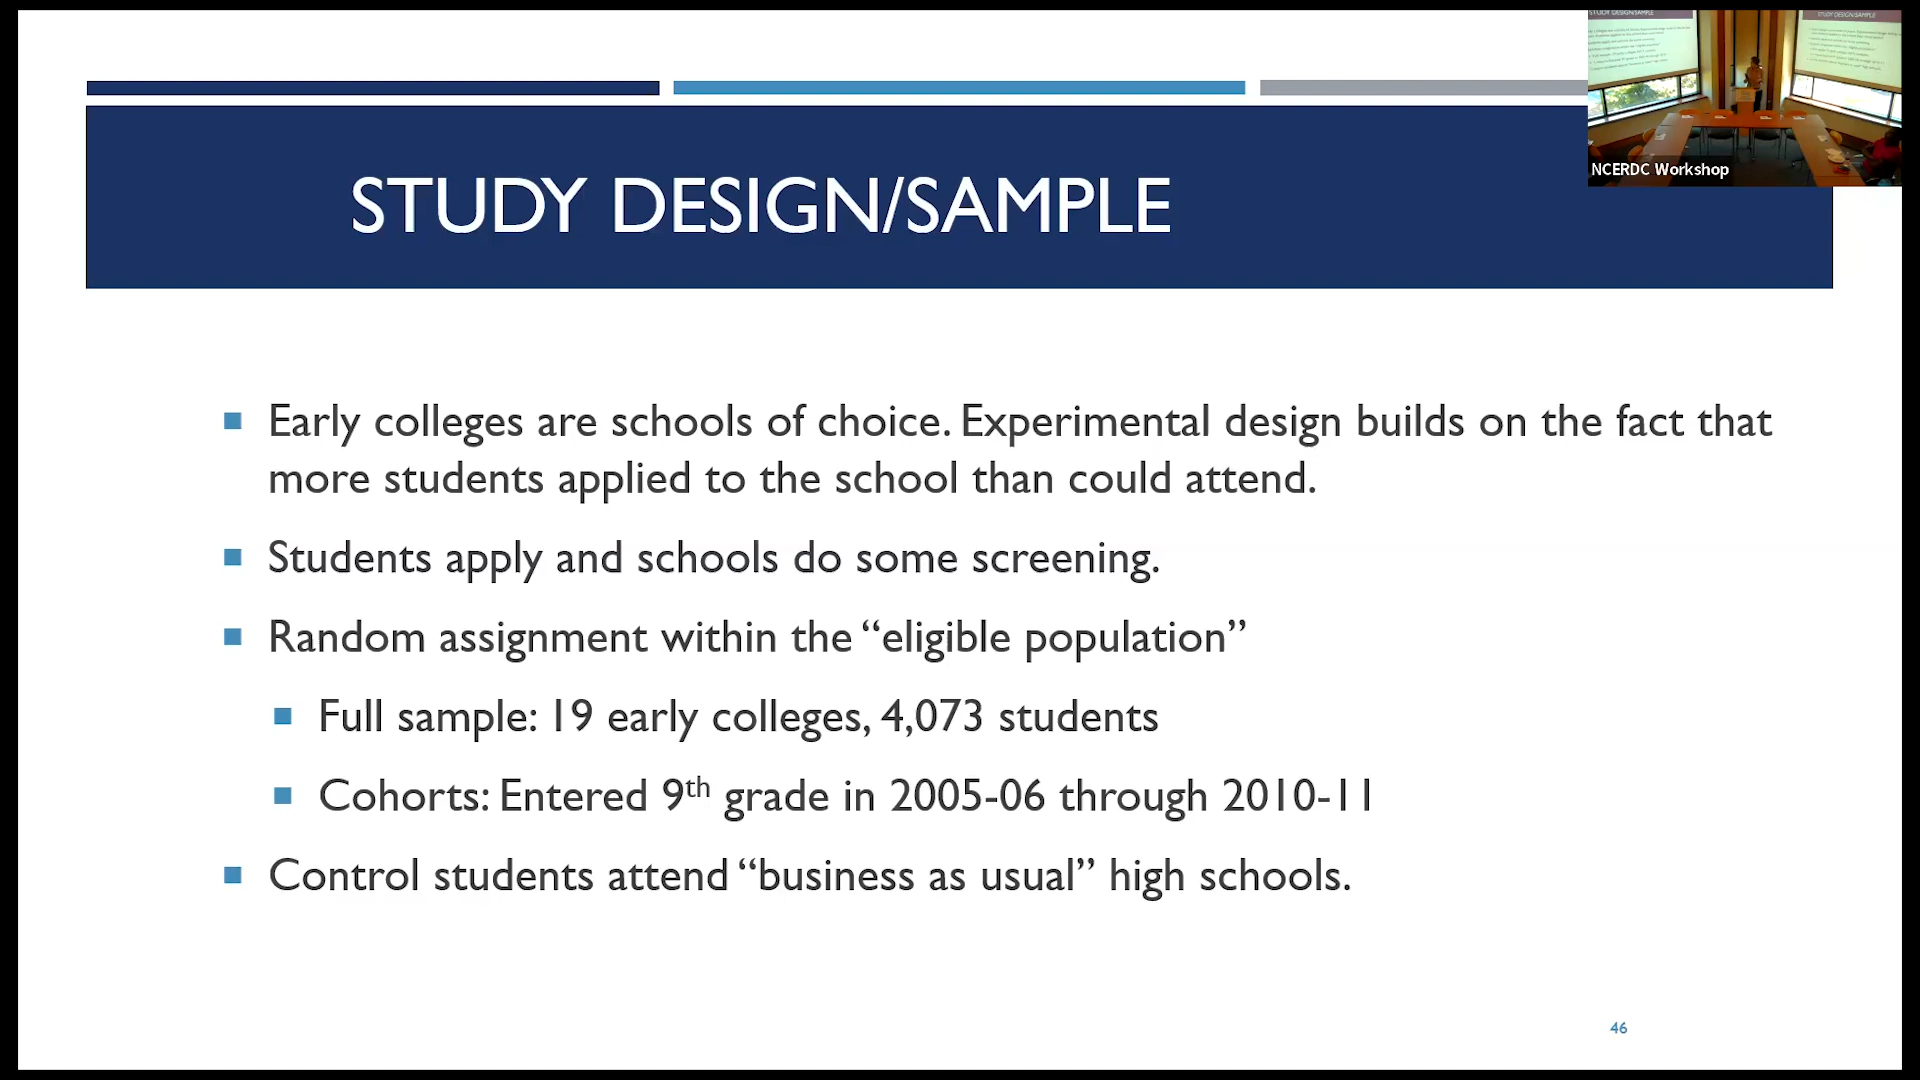 STUDY DESIGN/SAMPLE
NCERDC Workshop
Early colleges are schools of choice. Experimental design builds on the fact that
more students applied to the school than could attend.
Students apply and schools do some screening.
Random assignment within the “eligible population”
Full sample: 19 early colleges, 4,073 students
Cohorts: Entered 9th grade in 2005-06 through 2010-11
Control students attend “business as usual” high schools.
46